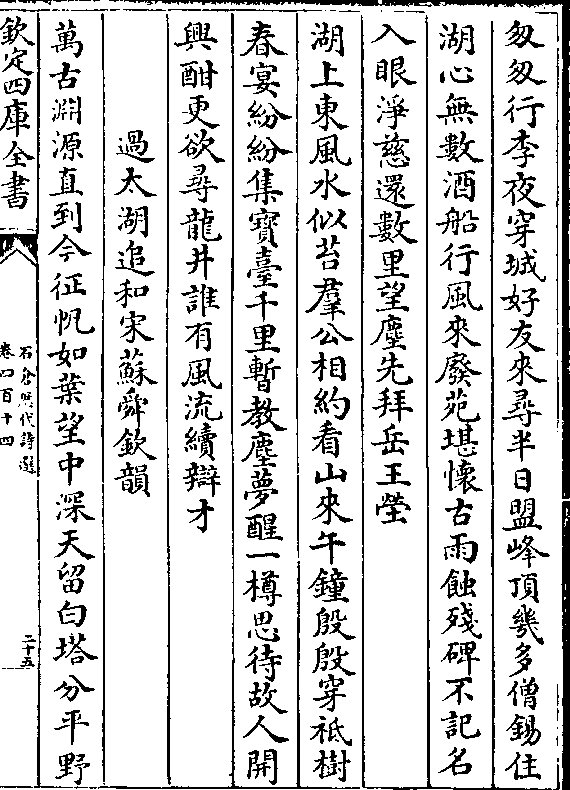 匆匆行李夜穿城好友來尋半日盟峰頂幾多僧錫住
湖心無數酒船行風來廢苑堪懷古雨蝕殘碑不記名
入眼淨慈還數里望塵先拜岳王塋
湖上東風水似苔羣公相約看山來午鐘殷殷穿祗樹
春宴紛紛集寶臺千里暫教塵夢醒一樽思待故人開
興酣更欲尋龍井誰有風流續辯才
過太湖追和宋蘇舜欽韻
萬古淵源直到今征帆如葉望中深天留白塔分平野
欽定四庫全書
石倉歷代詩選
卷四百十四
二十五